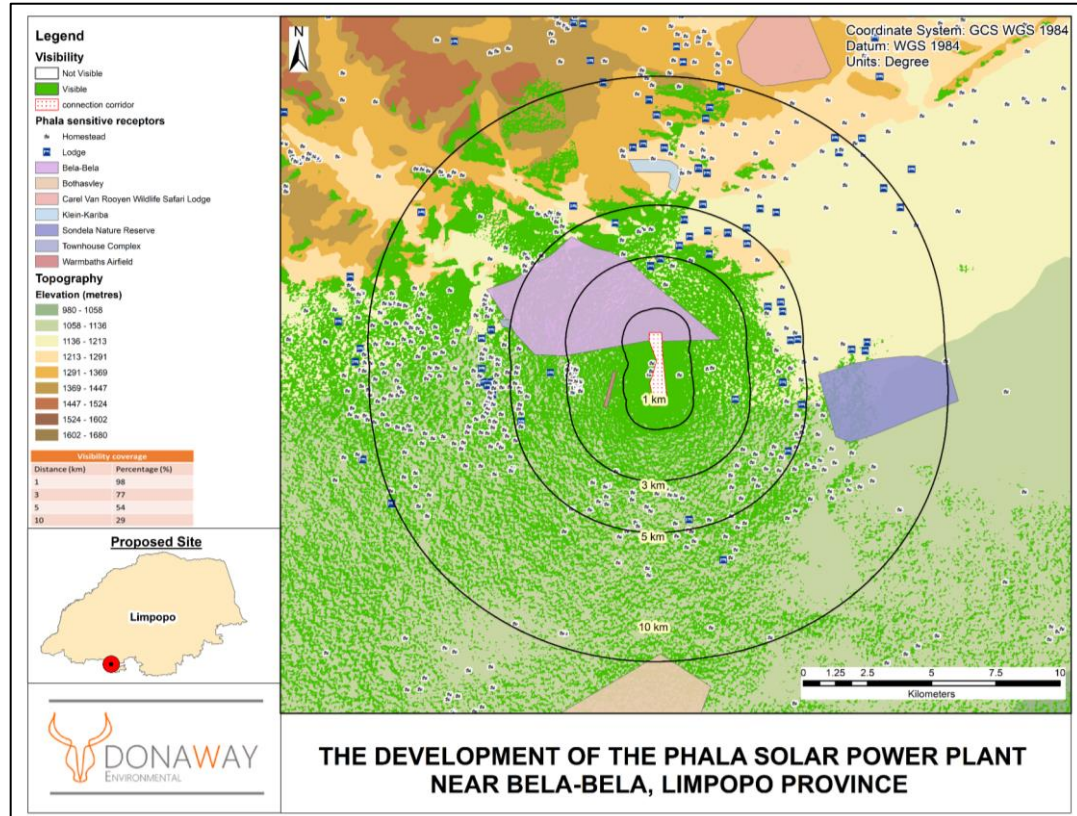 Legend
Visibility
Not Visible
Visible
connection corridor
Phala sensitive receptors
Homestead
Lodge
Bela-Bela
Bothasvley
Carel Van Rooyen Wildlife Safari Lodge
Klein-Kariba
Sondela Nature Reserve
Townhouse Complex
Warmbaths Airfield
Topography
Elevation (metres)
980 - 1058
1058 - 1136
1136 - 1213
1213 - 1291
1291 - 1369
1369 - 1447
1447 - 1524
1524 - 1602
1602 - 1680
Visibility coverage
Distance (km) Percentage (%)
1 98
3 77
5 54
10 29
Proposed Site
Limpopo
DONAWAY
ENVIRONMENTAL
N
Coordinate System: GCS WGS 1984
Datum: WGS 1984
Units: Degree
1 km
3 km
5 km
10 km
0 1.25 2.5 5 7.5 10
Kilometers
THE DEVELOPMENT OF THE PHALA SOLAR POWER PLANT
NEAR BELA-BELA, LIMPOPO PROVINCE